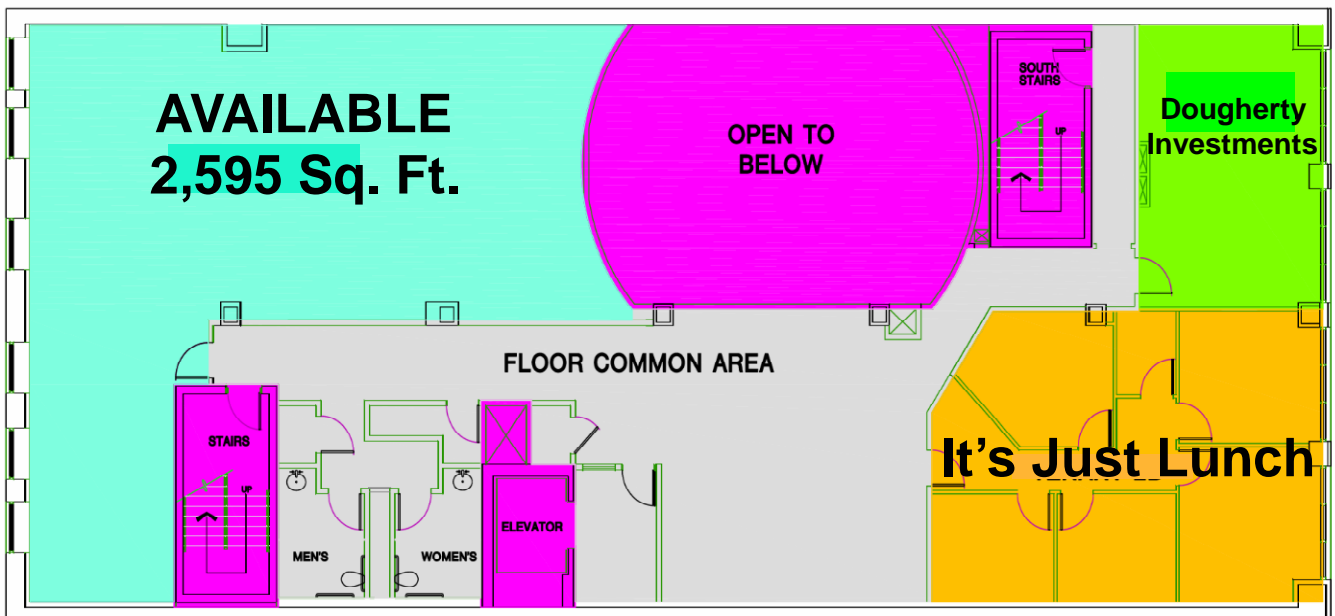 AVAILABLE
2,595 Sq. Ft.
OPEN TO
BELOW
SOUTH
STAIRS
UP
Dougherty
Investments
FLOOR COMMON AREA
STAIRS
UP
MEN'S
WOMEN'S
ELEVATOR
It's Just Lunch